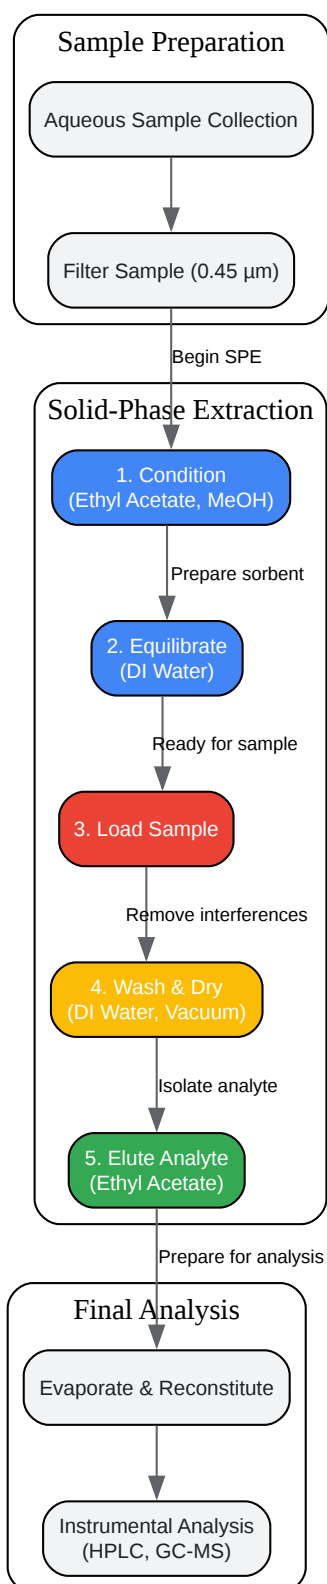 Sample Preparation
Aqueous Sample Collection
Filter Sample (0.45 µm)
Begin SPE
Solid-Phase Extraction
1. Condition
(Ethyl Acetate, MeOH)
Prepare sorbent
2. Equilibrate
(DI Water)
Ready for sample
3. Load Sample
Remove interferences
4. Wash & Dry
(DI Water, Vacuum)
Isolate analyte
5. Elute Analyte
(Ethyl Acetate)
Prepare for analysis
Final Analysis
Evaporate & Reconstitute
Instrumental Analysis
(HPLC, GC-MS)